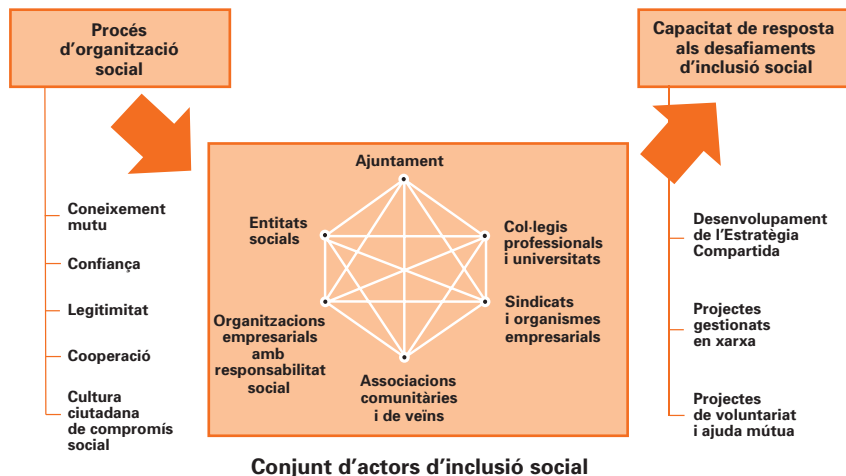 Procés
d’organització
social
Coneixement
mutu
Confiança
Legitimitat
Cooperació
Cultura
ciutadana
de compromís
social
Ajuntament
Entitats
socials
Col·legis
professionals
i universitats
Organitzacions
empresarials
amb
responsabilitat
social
Sindicats
i organismes
empresarials
Associacions
comunitàries
i de veïns
Conjunt d’actors d’inclusió social
Capacitat de resposta
als desafiaments
d’inclusió social
Desenvolupament
de l’Estratègia
Compartida
Projectes
gestionats
en xarxa
Projectes
de voluntariat
i ajuda mútua